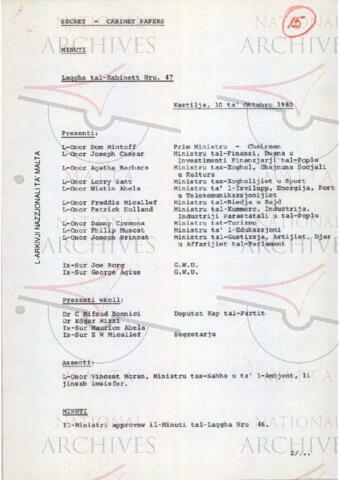 SECRET - CABINET PAPERS
15
MINUTI
Laqgha tal-Kabinett Nru. 47
Kastilja, 10 ta' Ottubru 1980
Prezenti:
L-Onor Dom Mintoff Prim Ministru - Chairman
L-Onor Joseph Cassar Ministru tal-Finanzi, Dwana u
Investimenti Finanzjarji tal-Poplu
L-Onor Agatha Barbara Ministru tax-Xoghol, Ghajnuna Socjali
u Kultura
L-Onor Lorry Sant Ministru tax-Xogholijiet u Sport
L-Onor Wistin Abela Ministru ta' l-Izvilupp, Energija, Port
u Telekomunikazzjonijiet
L-Onor Freddie Micallef Ministru tal-Biedja u Sajd
L-Onor Patrick Holland Ministru tal-Kummerc, Industrija,
Industriji Parastatali u tal-Poplu
L-Onor Danny Cremona Ministru tat-Turizmu
L-Onor Philip Muscat Ministru ta' l-Edukazzjoni
L-Onor Joseph Brincat Ministru tal-Gustizzja, Artijiet, Djar
u Affarijiet tal-Parlament
Is-Sur Joe Borg G.W.U.
Is-Sur George Agius G.W.U.
Prezenti wkoll:
Dr C Mifsud Bonnici Deputat Kap tal-Partit
Dr Edgar Mizzi
Is-Sur Maurice Abela
Is-Sur E W Micallef Segretarju
Assenti:
L-Onor Vincent Moran, Ministru tas-Sahha u ta' l-Ambjent, li
jinsab imsiefer.
MINUTI
Il-Ministri approvaw il-Minuti tal-Laqgha Nru 46.
2/...
L-ARKIVJI NAZZJONALI TA' MALTA
NATIONAL
ARCHIVES